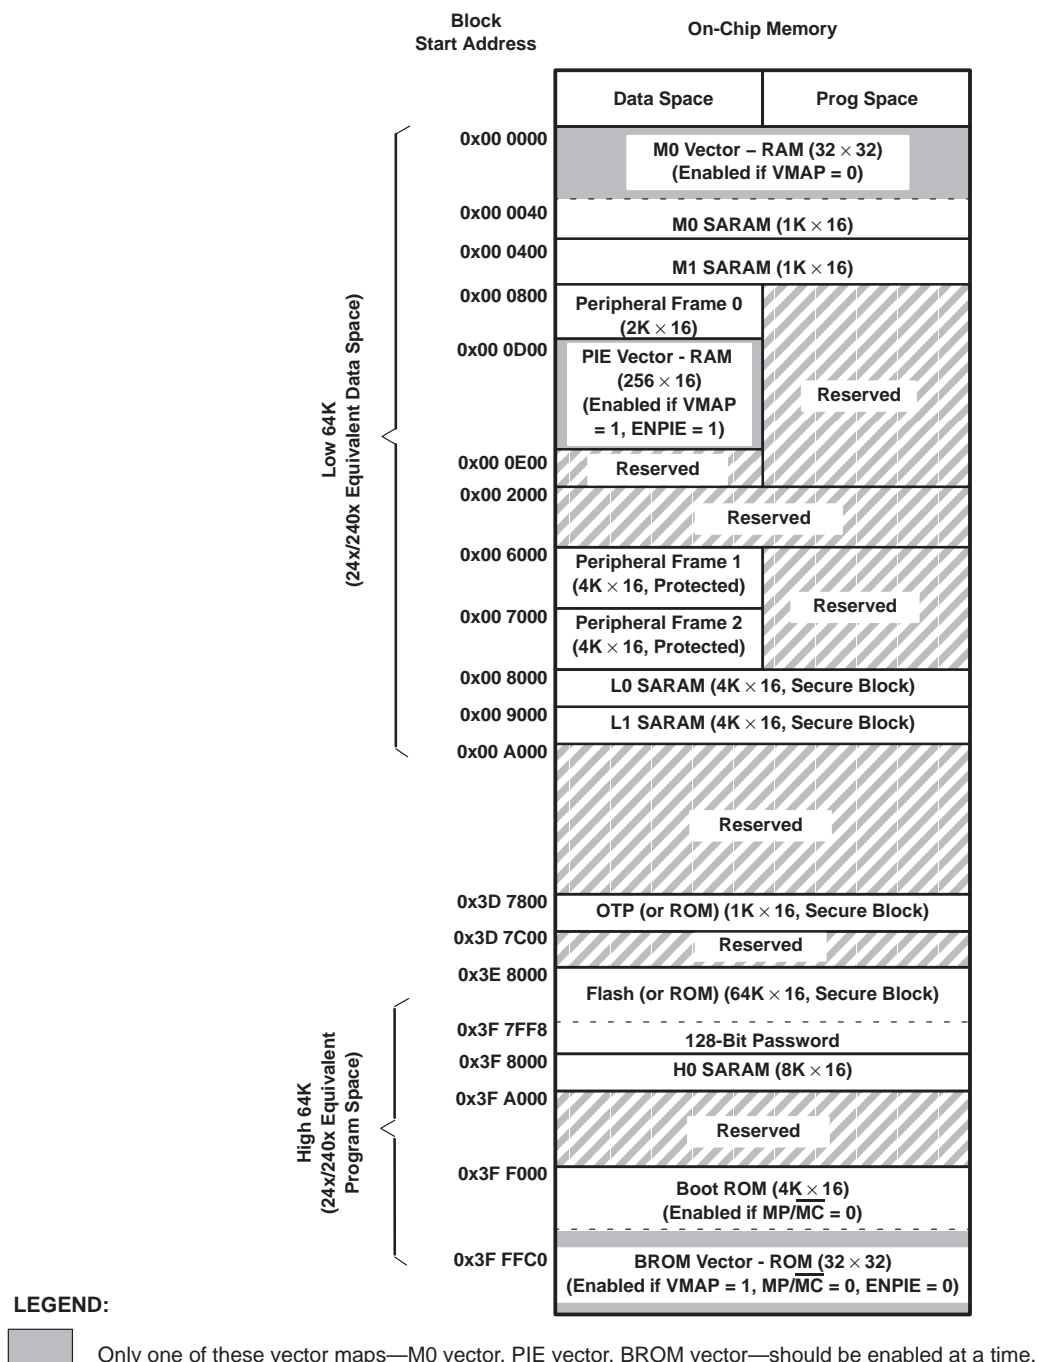 Block
Start Address
On-Chip Memory
Data Space
Prog Space
0x00 0000
M0 Vector – RAM (32 × 32)
(Enabled if VMAP = 0)
0x00 0040
M0 SARAM (1K × 16)
0x00 0400
M1 SARAM (1K × 16)
0x00 0800
Peripheral Frame 0
(2K × 16)
0x00 0D00
PIE Vector - RAM
(256 × 16)
(Enabled if VMAP
= 1, ENPIE = 1)
Reserved
0x00 0E00
Reserved
0x00 2000
Reserved
Low 64K
(24x/240x Equivalent Data Space)
0x00 6000
Peripheral Frame 1
(4K × 16, Protected)
0x00 7000
Peripheral Frame 2
(4K × 16, Protected)
Reserved
0x00 8000
L0 SARAM (4K × 16, Secure Block)
0x00 9000
L1 SARAM (4K × 16, Secure Block)
0x00 A000
Reserved
0x3D 7800
OTP (or ROM) (1K × 16, Secure Block)
0x3D 7C00
Reserved
0x3E 8000
Flash (or ROM) (64K × 16, Secure Block)
0x3F 7FF8
128-Bit Password
0x3F 8000
H0 SARAM (8K × 16)
0x3F A000
Reserved
High 64K
(24x/240x Equivalent
Program Space)
0x3F F000
Boot ROM (4K × 16)
(Enabled if MP/M̅C̅ = 0)
0x3F FFC0
BROM Vector - ROM (32 × 32)
(Enabled if VMAP = 1, MP/M̅C̅ = 0, ENPIE = 0)
LEGEND:
Only one of these vector maps—M0 vector, PIE vector, BROM vector—should be enabled at a time.